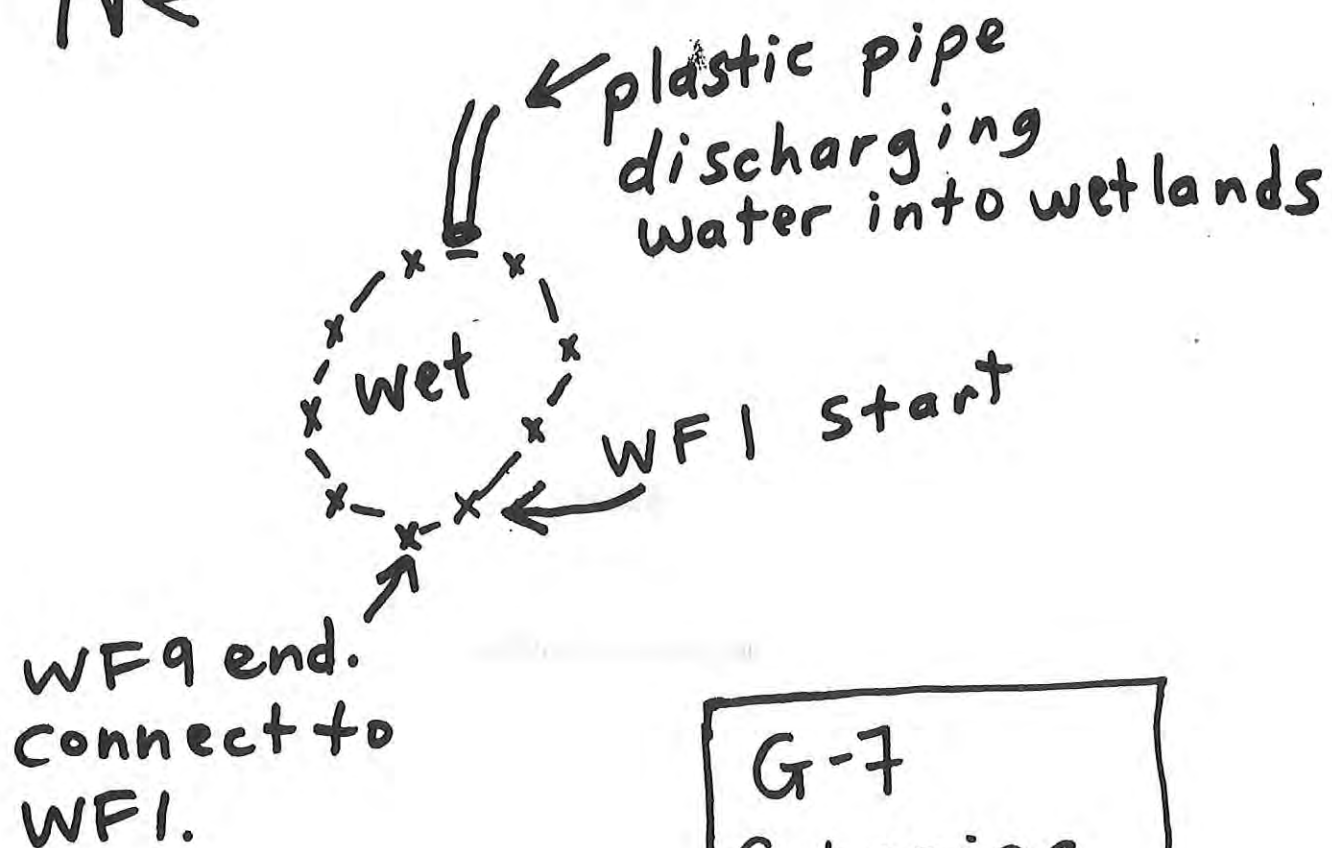 plastic pipe
discharging
water into wetlands
wet
WF1 start
WF9 end.
connect to
WF1.
G-7